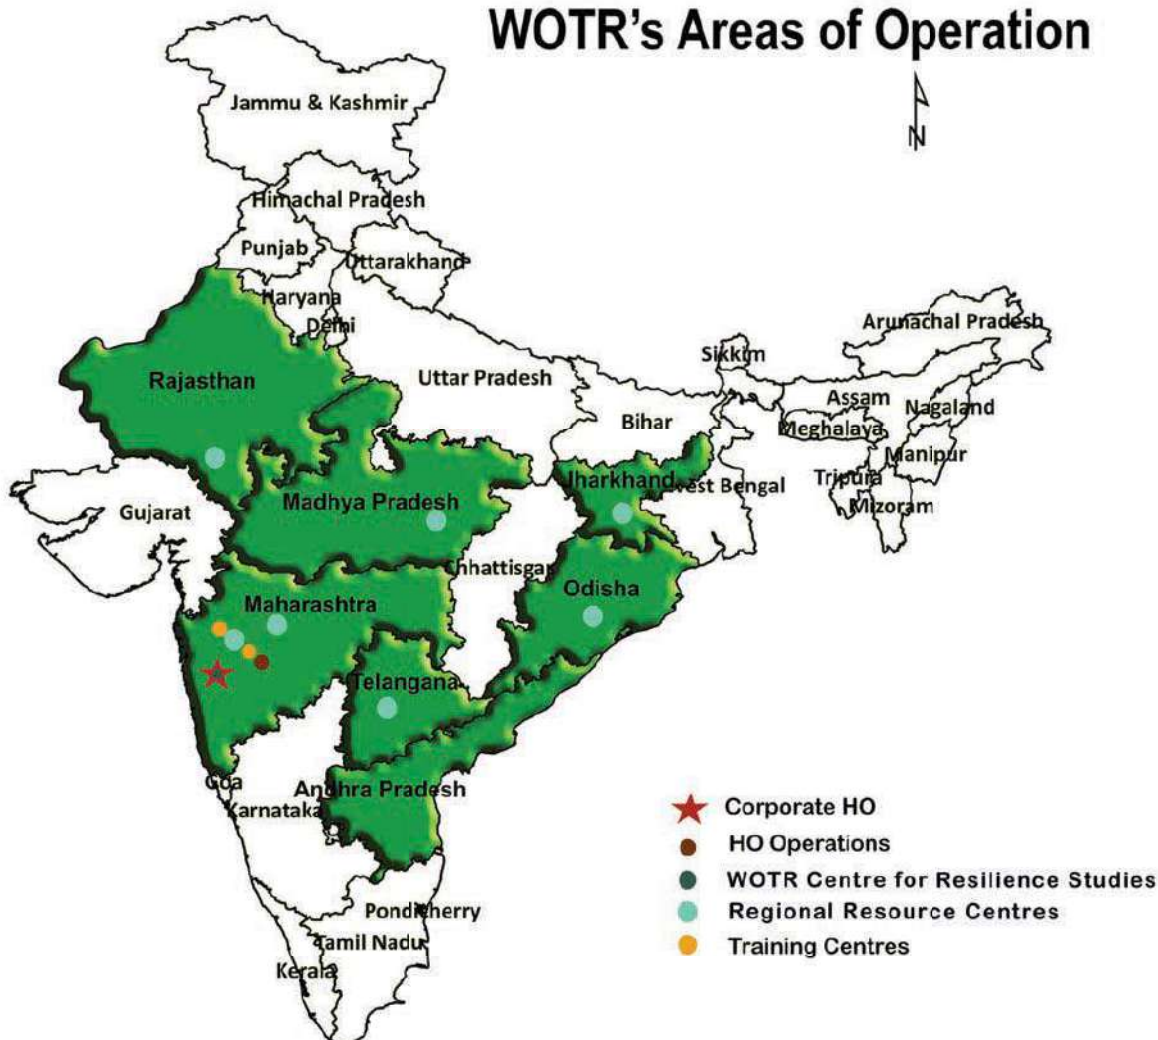 WOTR's Areas of Operation
N
Jammu & Kashmir
Himachal Pradesh
Punjab
Uttarakhand
Haryana
Delhi
Arunachal Pradesh
Sikkim
Rajasthan
Uttar Pradesh
Assam
Nagaland
Bihar
Meghalaya
Manipur
Jharkhand
West Bengal
Tripura
Madhya Pradesh
Mizoram
Gujarat
Chhattisgar
Odisha
Maharashtra
Telangana
Goa
Andhra Pradesh
Karnataka
Corporate HO
HO Operations
WOTR Centre for Resilience Studies
Regional Resource Centres
Training Centres
Pondicherry
Tamil Nadu
Kerala